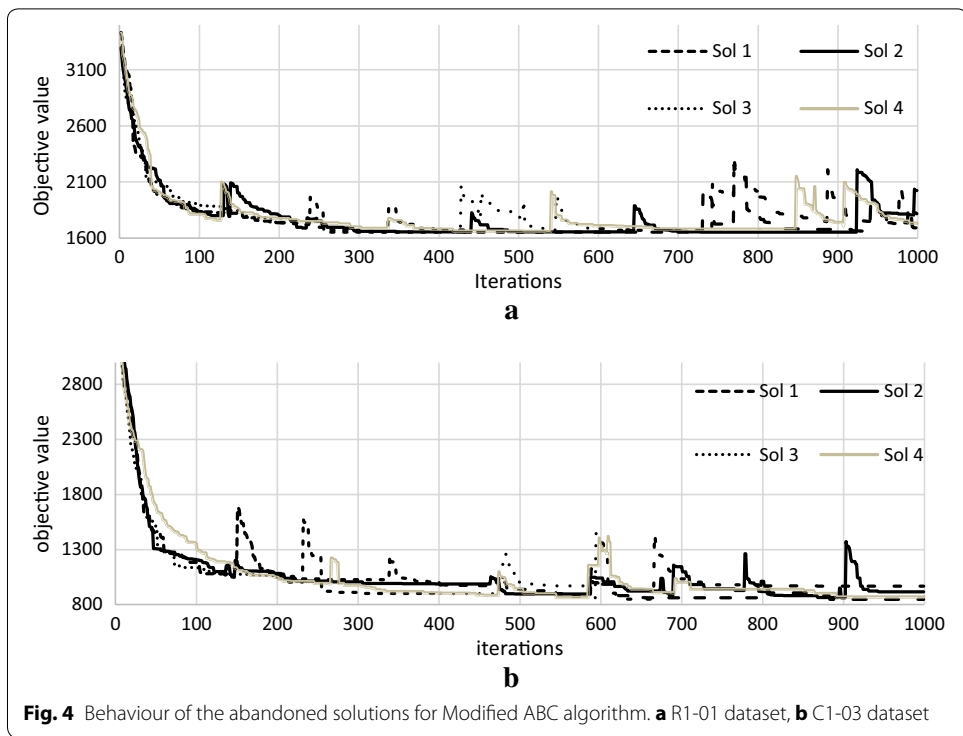 3100
2600
2100
1600
Objective value
Sol 1
Sol 2
Sol 3
Sol 4
0 100 200 300 400 500 600 700 800 900 1000
Iterations
a
2800
2300
1800
1300
800
objective value
Sol 1
Sol 2
Sol 3
Sol 4
0 100 200 300 400 500 600 700 800 900 1000
iterations
b
Fig. 4 Behaviour of the abandoned solutions for Modified ABC algorithm. a R1-01 dataset, b C1-03 dataset